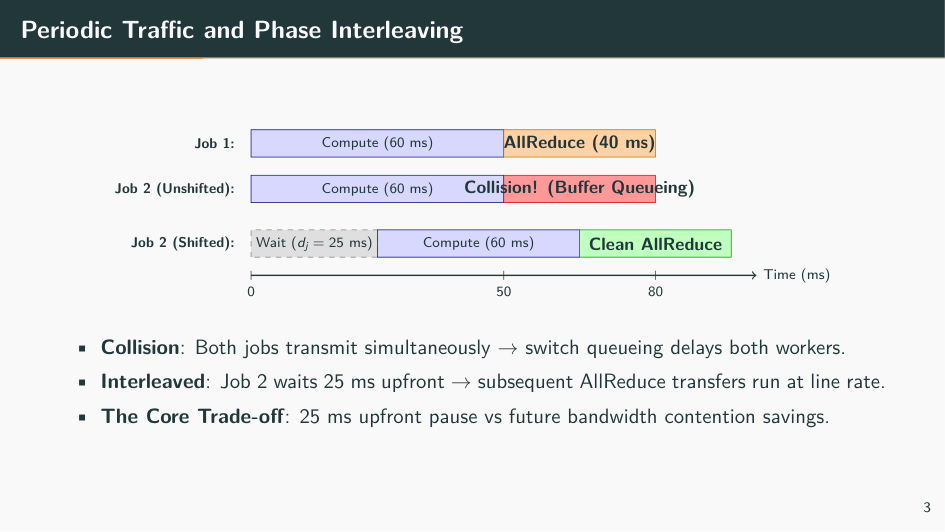 Periodic Traffic and Phase Interleaving
Job 1:
Compute (60 ms)
AllReduce (40 ms)
Job 2 (Unshifted):
Compute (60 ms)
Collision! (Buffer Queueing)
Job 2 (Shifted):
Wait (dj = 25 ms)
Compute (60 ms)
Clean AllReduce
Time (ms)
0
50
80
▪ Collision: Both jobs transmit simultaneously → switch queueing delays both workers.
▪ Interleaved: Job 2 waits 25 ms upfront → subsequent AllReduce transfers run at line rate.
▪ The Core Trade-off: 25 ms upfront pause vs future bandwidth contention savings.
3